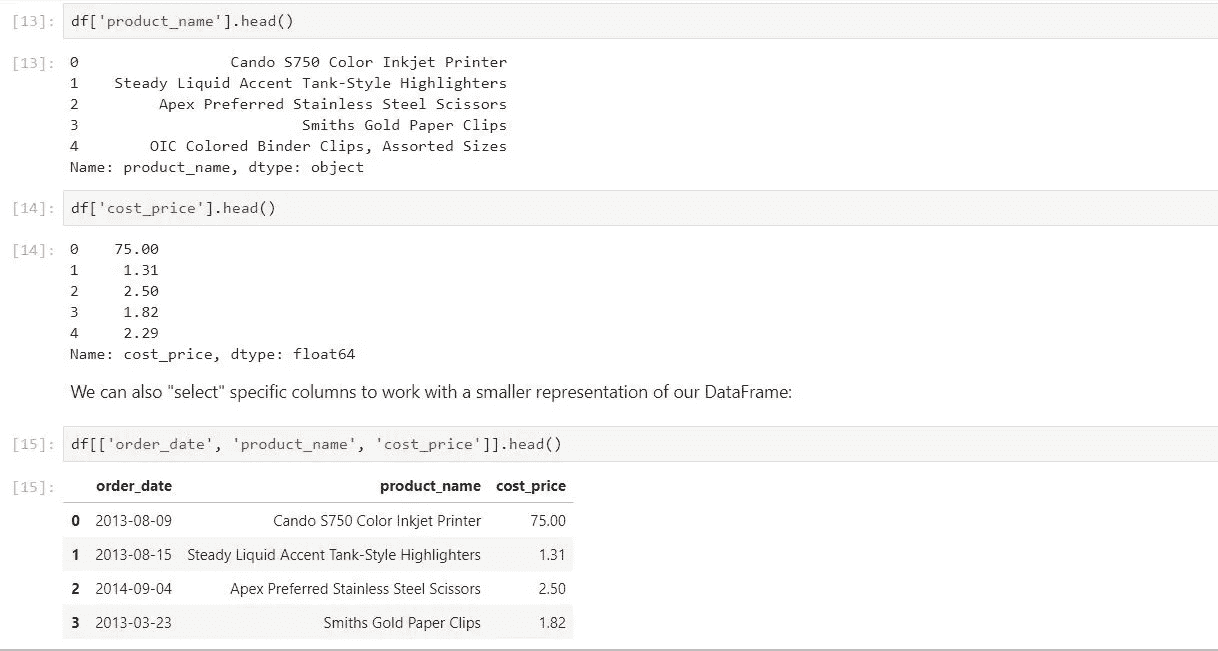 [13]: df['product_name'].head()
[13]: 0 Cando S750 Color Inkjet Printer
1 Steady Liquid Accent Tank-Style Highlighters
2 Apex Preferred Stainless Steel Scissors
3 Smiths Gold Paper Clips
4 OIC Colored Binder Clips, Assorted Sizes
Name: product_name, dtype: object
[14]: df['cost_price'].head()
[14]: 0 75.00
1 1.31
2 2.50
3 1.82
4 2.29
Name: cost_price, dtype: float64
We can also "select" specific columns to work with a smaller representation of our DataFrame:
[15]: df[['order_date', 'product_name', 'cost_price']].head()
[15]: order_date product_name cost_price
0 2013-08-09 Cando S750 Color Inkjet Printer 75.00
1 2013-08-15 Steady Liquid Accent Tank-Style Highlighters 1.31
2 2014-09-04 Apex Preferred Stainless Steel Scissors 2.50
3 2013-03-23 Smiths Gold Paper Clips 1.82